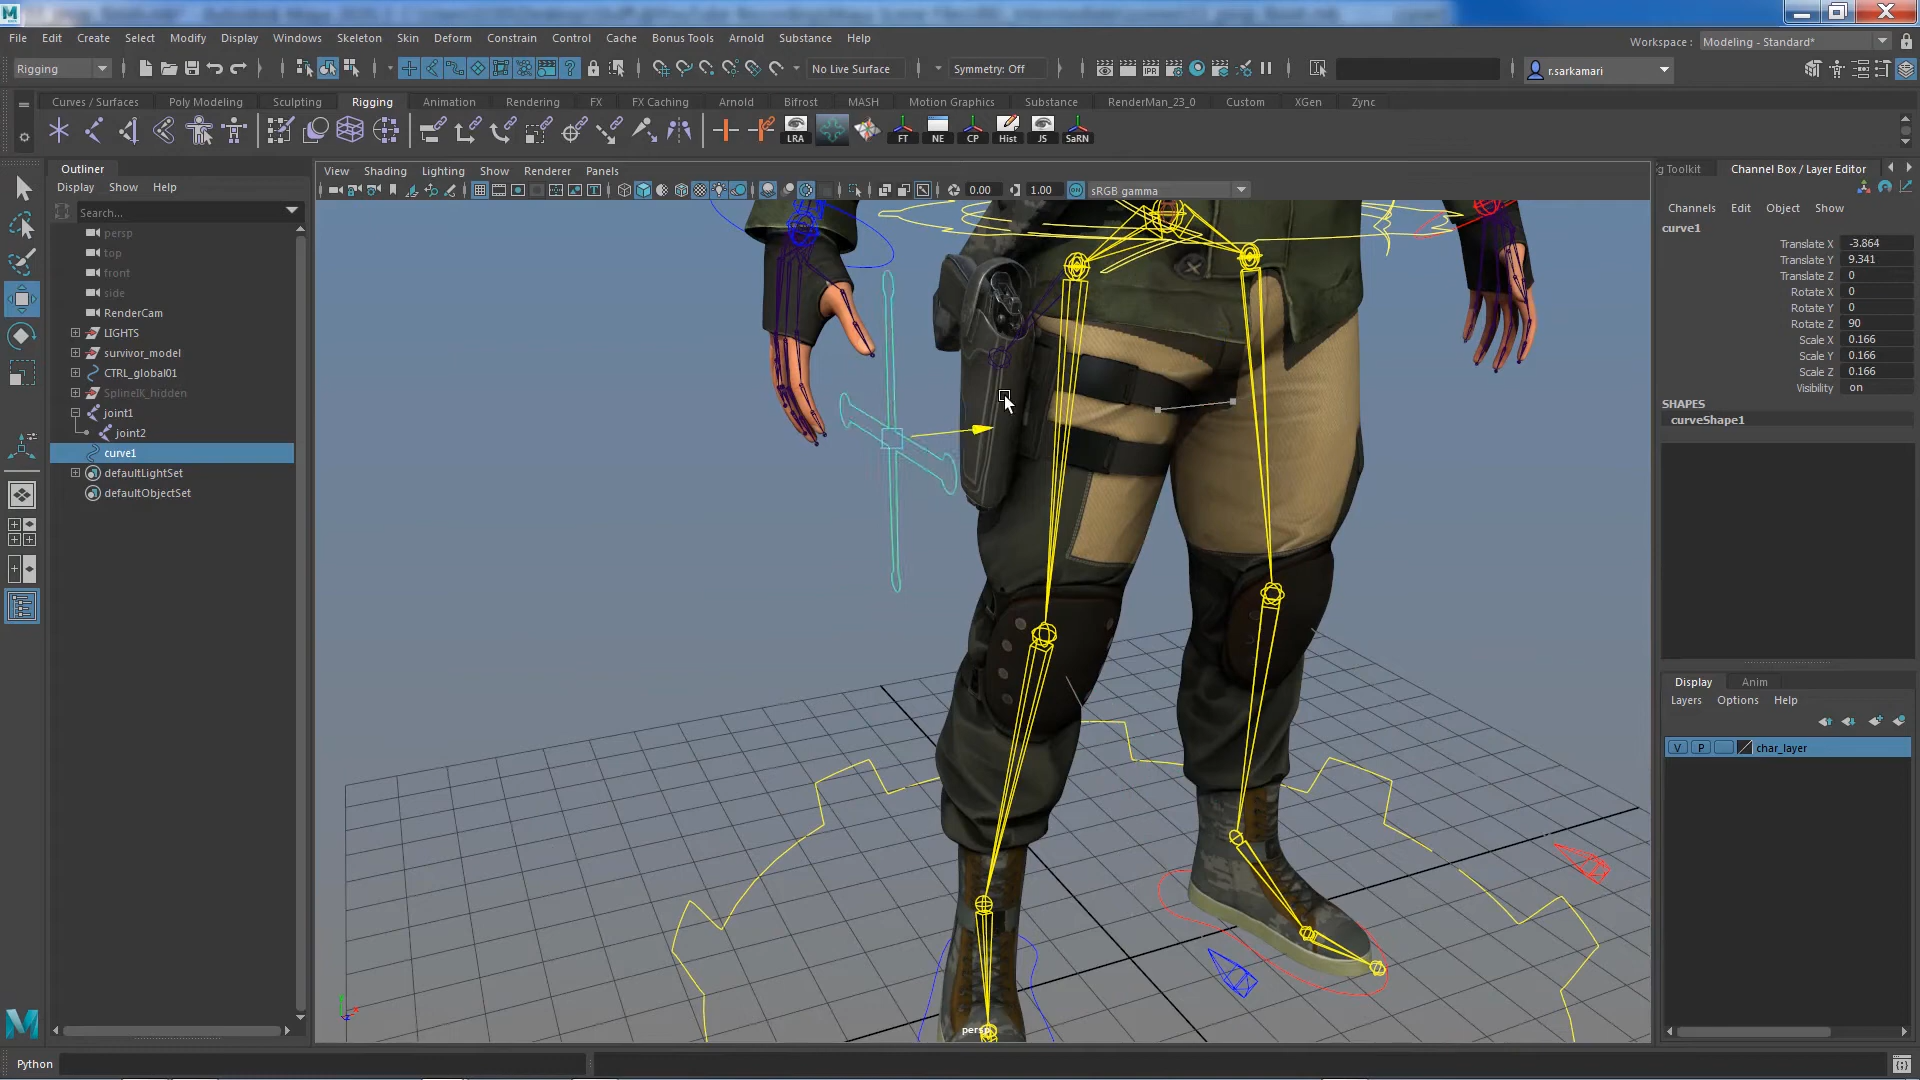 File Edit Create Select Modify Display Windows Skeleton Skin Deform Constrain Control Cache Bonus Tools Arnold Substance Help
Workspace : Modeling - Standard*
Rigging
No Live Surface
Symmetry: Off
r.sarkamari
Curves / Surfaces Poly Modeling Sculpting Rigging Animation Rendering FX FX Caching Arnold Bifrost MASH Motion Graphics Substance RenderMan_23_0 Custom XGen Zync
LRA FT NE CP Hist JS SaRN
Outliner
Display Show Help
Search...
persp
top
front
side
RenderCam
LIGHTS
survivor_model
CTRL_global01
SplineIK_hidden
joint1
joint2
curve1
defaultLightSet
defaultObjectSet
View Shading Lighting Show Renderer Panels
0.00 1.00 sRGB gamma
persp
g Toolkit Channel Box / Layer Editor
Channels Edit Object Show
curve1
Translate X -3.864
Translate Y 9.341
Translate Z 0
Rotate X 0
Rotate Y 0
Rotate Z 90
Scale X 0.166
Scale Y 0.166
Scale Z 0.166
Visibility on
SHAPES
curveShape1
Display Anim
Layers Options Help
V P char_layer
Python